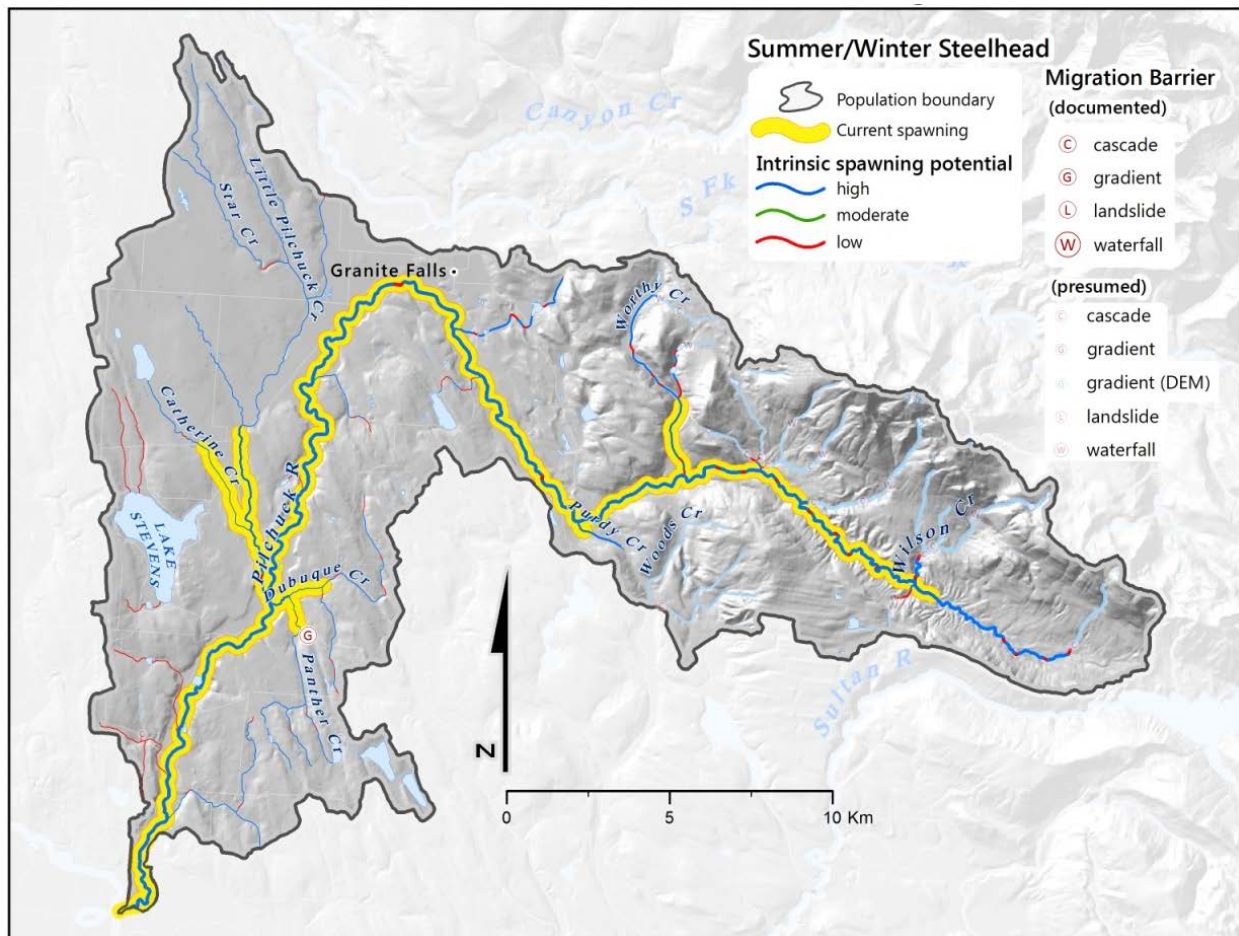 Summer/Winter Steelhead
Population boundary
Current spawning
Intrinsic spawning potential
high
moderate
low
Migration Barrier
(documented)
C cascade
G gradient
L landslide
W waterfall
(presumed)
C cascade
G gradient
G gradient (DEM)
L landslide
W waterfall
Canyon Cr
S Fk
Little Pilchuck Cr
Star Cr
Granite Falls
Worthy Cr
Catherine Cr
Pilchuck R
LAKE
STEVENS
Dubuque Cr
Purdy Cr
Woods Cr
Wilson Cr
G
Panther Cr
Sultan R
N
0 5 10 Km